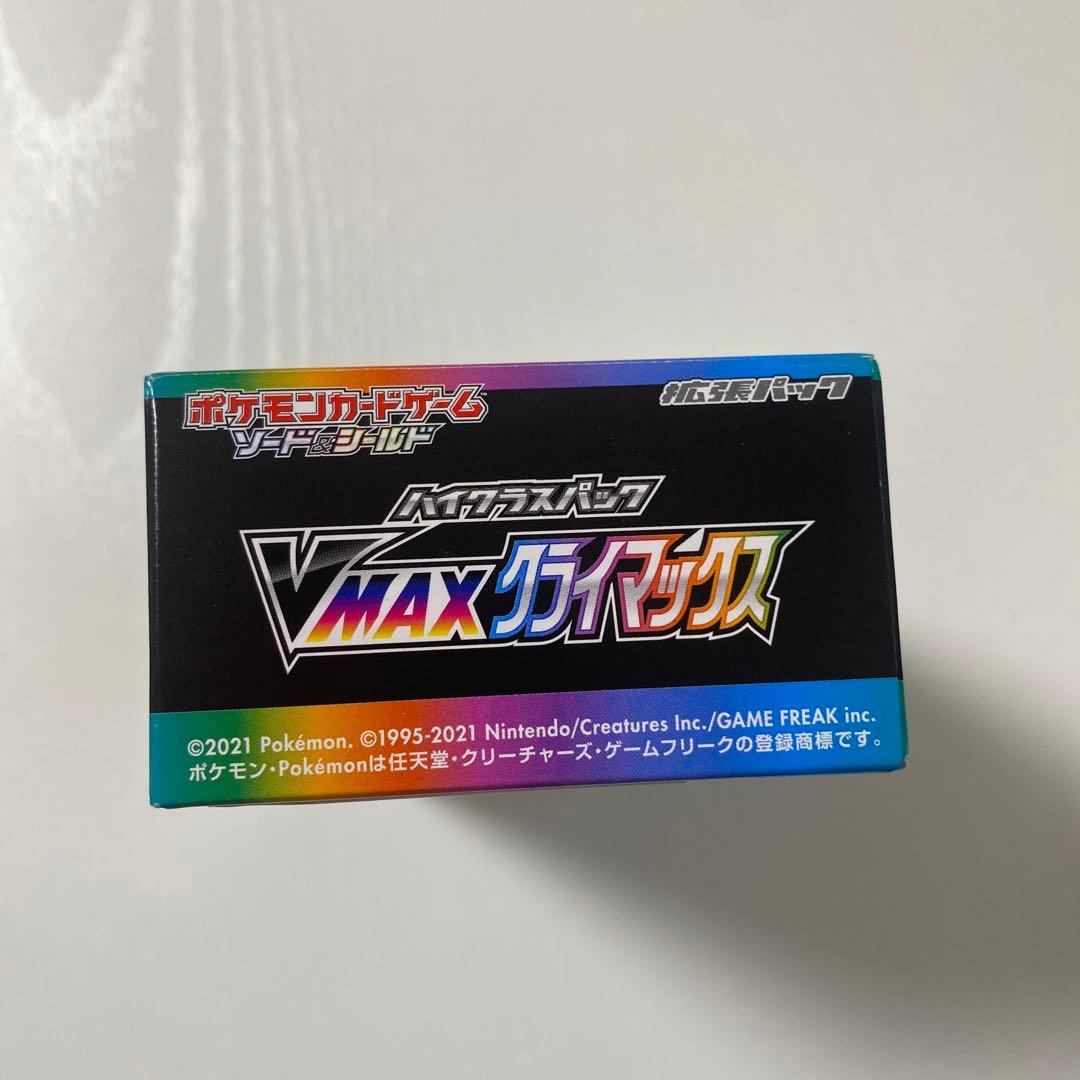 ポケモンカードゲーム™
ソード&シールド
拡張パック
ハイクラスパック
VMAXクライマックス
©2021 Pokémon. ©1995-2021 Nintendo/Creatures Inc./GAME FREAK inc.
ポケモン・Pokémonは任天堂・クリーチャーズ・ゲームフリークの登録商標です。